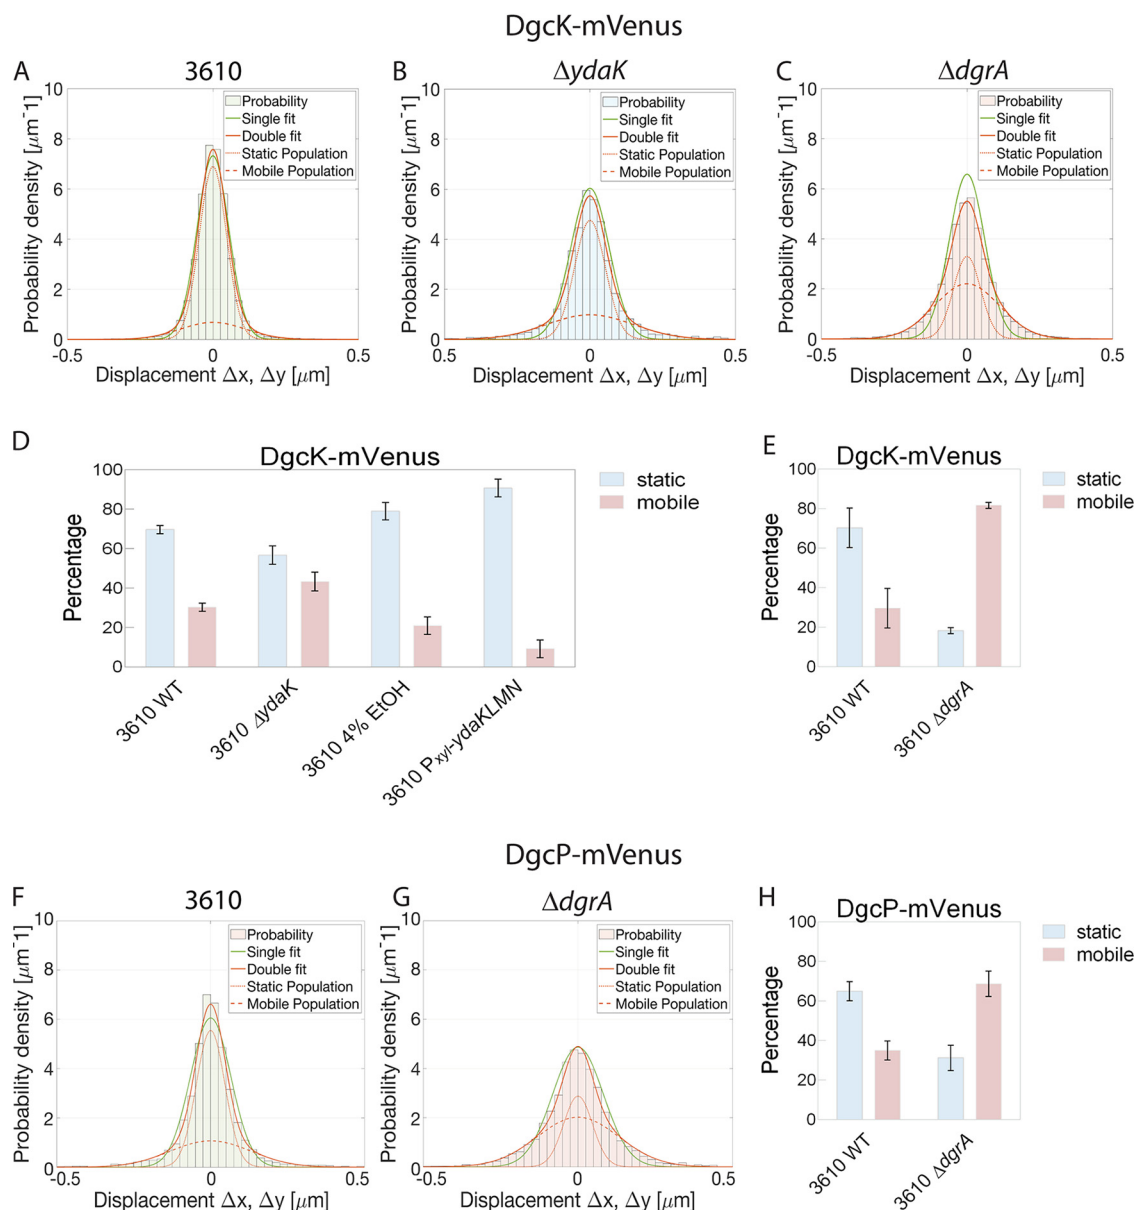 DgcK-mVenus
A
3610
Probability density [μm^-1]
10
8
6
4
2
0
-0.5
0
0.5
Displacement Δx, Δy [μm]
Probability
Single fit
Double fit
Static Population
Mobile Population
B
ΔydaK
Probability density [μm^-1]
10
8
6
4
2
0
-0.5
0
0.5
Displacement Δx, Δy [μm]
Probability
Single fit
Double fit
Static Population
Mobile Population
C
ΔdgrA
Probability density [μm^-1]
10
8
6
4
2
0
-0.5
0
0.5
Displacement Δx, Δy [μm]
Probability
Single fit
Double fit
Static Population
Mobile Population
D
DgcK-mVenus
Percentage
100
80
60
40
20
0
3610 WT
3610 ΔydaK
3610 4% EtOH
3610 Pxyl-ydaKLMN
static
mobile
E
DgcK-mVenus
Percentage
100
80
60
40
20
0
3610 WT
3610 ΔdgrA
static
mobile
DgcP-mVenus
F
3610
Probability density [μm^-1]
10
8
6
4
2
0
-0.5
0
0.5
Displacement Δx, Δy [μm]
Probability
Single fit
Double fit
Static Population
Mobile Population
G
ΔdgrA
Probability density [μm^-1]
10
8
6
4
2
0
-0.5
0
0.5
Displacement Δx, Δy [μm]
Probability
Single fit
Double fit
Static Population
Mobile Population
H
DgcP-mVenus
Percentage
100
80
60
40
20
0
3610 WT
3610 ΔdgrA
static
mobile